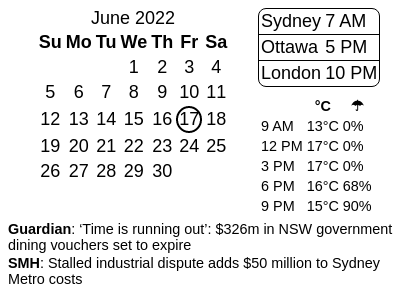 June 2022
Su Mo Tu We Th Fr Sa
1 2 3 4
5 6 7 8 9 10 11
12 13 14 15 16 17 18
19 20 21 22 23 24 25
26 27 28 29 30
Sydney 7 AM
Ottawa 5 PM
London 10 PM
°C ☂
9 AM 13°C 0%
12 PM 17°C 0%
3 PM 17°C 0%
6 PM 16°C 68%
9 PM 15°C 90%
Guardian: ‘Time is running out’: $326m in NSW government
dining vouchers set to expire
SMH: Stalled industrial dispute adds $50 million to Sydney
Metro costs